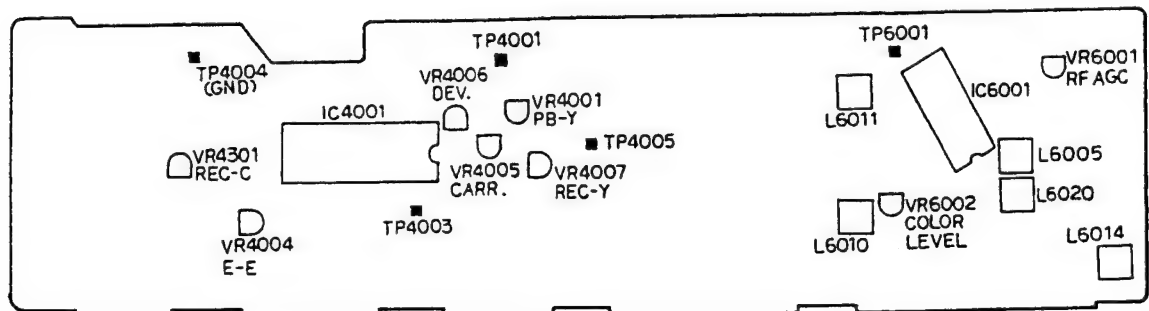 TP4004
(GND)
TP4001
VR4006
DEV.
VR4001
PB-Y
IC4001
TP4005
VR4301
REC-C
VR4005
CARR.
VR4007
REC-Y
TP4003
VR4004
E-E
TP6001
VR6001
RF AGC
IC6001
L6011
L6005
L6020
VR6002
COLOR
LEVEL
L6010
L6014